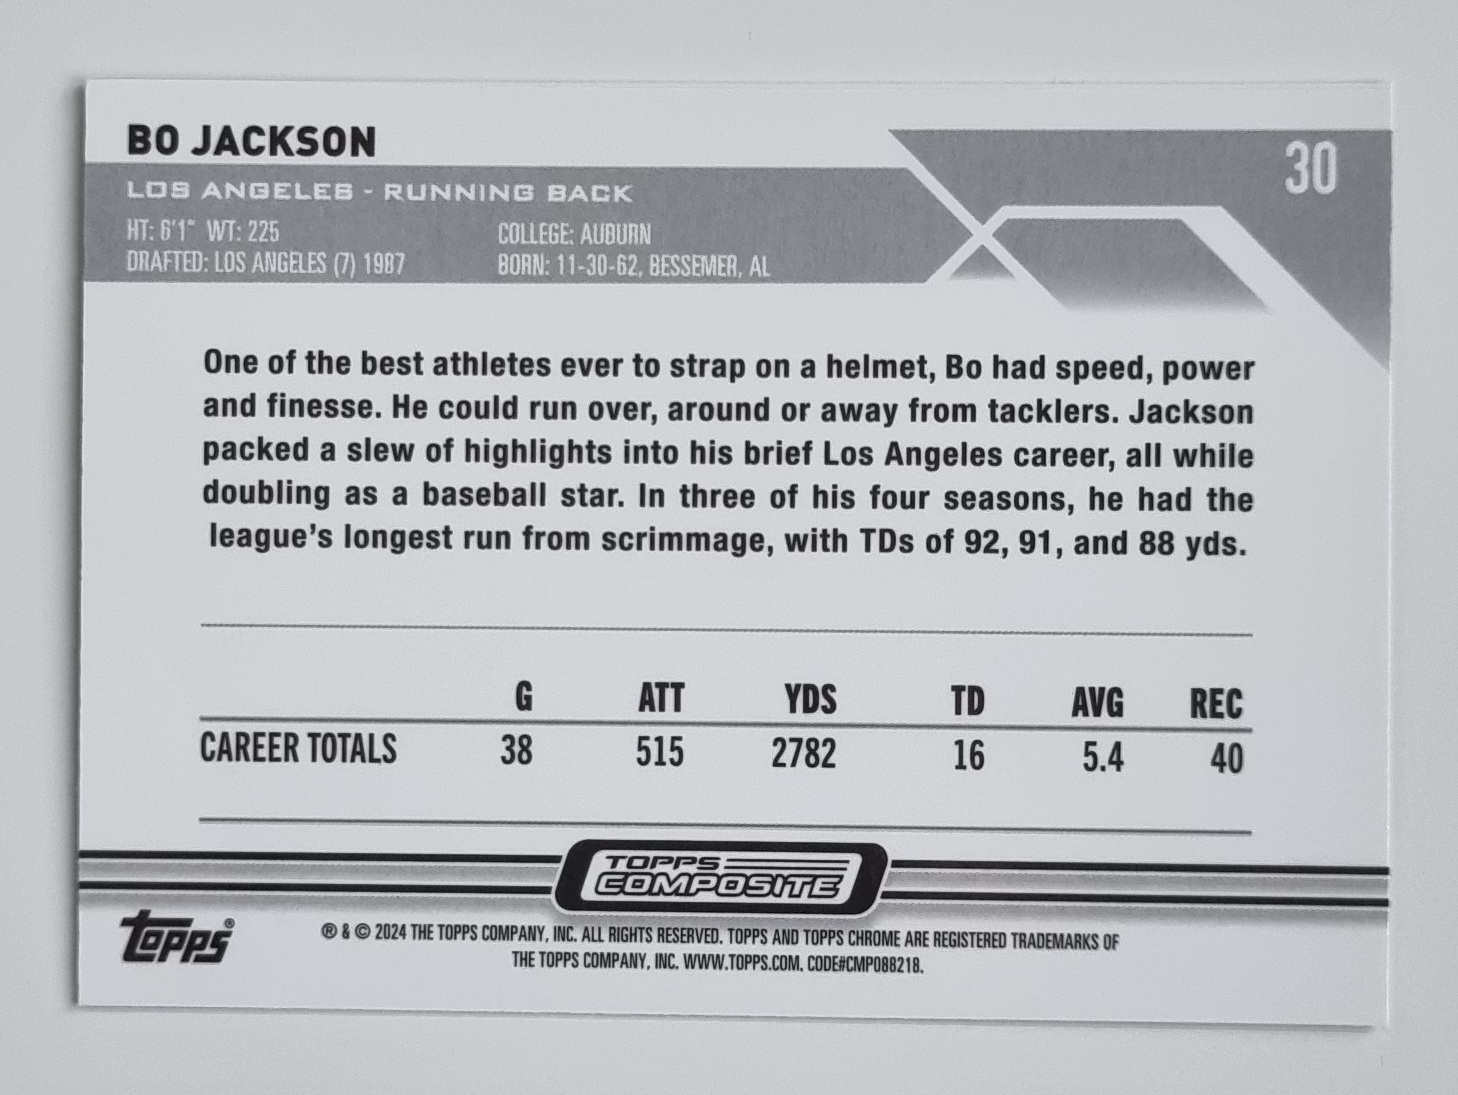 BO JACKSON
30
LOS ANGELES - RUNNING BACK
HT: 6'1" WT: 225
COLLEGE: AUBURN
DRAFTED: LOS ANGELES (7) 1987
BORN: 11-30-62, BESSEMER, AL
One of the best athletes ever to strap on a helmet, Bo had speed, power
and finesse. He could run over, around or away from tacklers. Jackson
packed a slew of highlights into his brief Los Angeles career, all while
doubling as a baseball star. In three of his four seasons, he had the
league's longest run from scrimmage, with TDs of 92, 91, and 88 yds.
G ATT YDS TD AVG REC
CAREER TOTALS 38 515 2782 16 5.4 40
TOPPS
COMPOSITE
Topps®
® & © 2024 THE TOPPS COMPANY, INC. ALL RIGHTS RESERVED. TOPPS AND TOPPS CHROME ARE REGISTERED TRADEMARKS OF
THE TOPPS COMPANY, INC. WWW.TOPPS.COM. CODE#CMP088218.